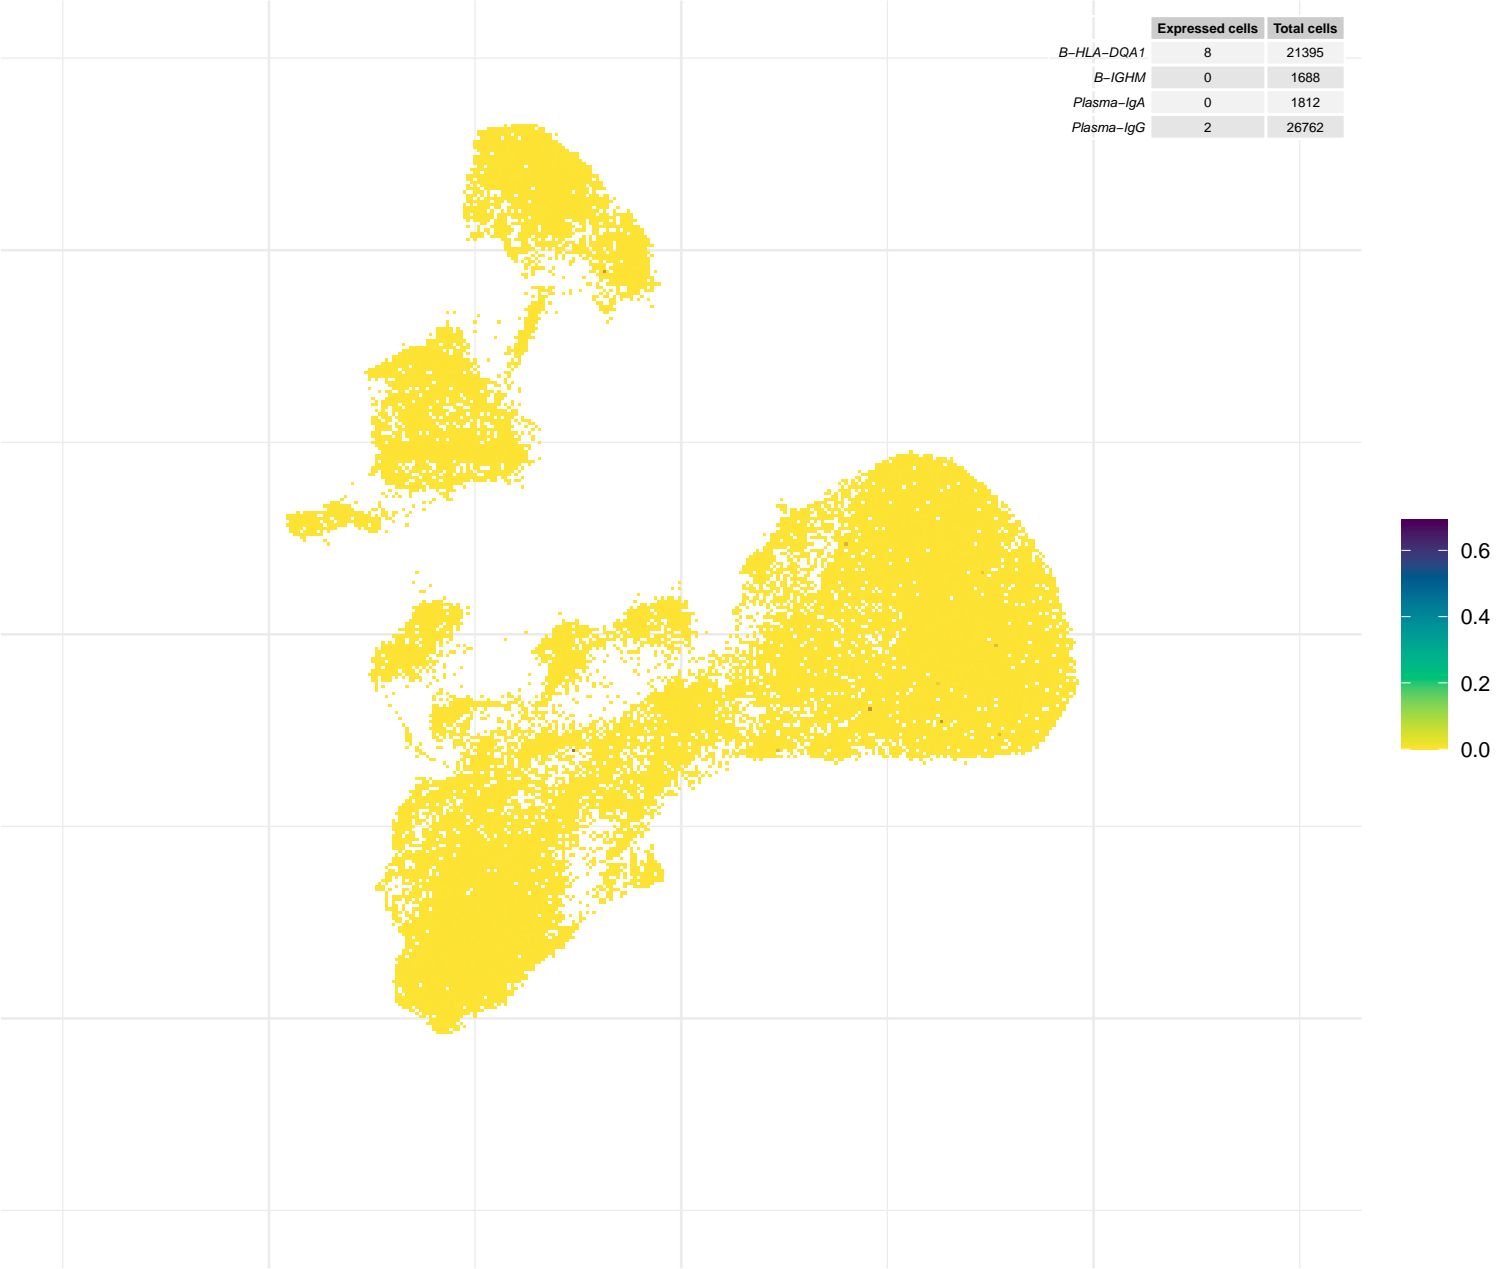 Expressed cells Total cells
B−HLA−DQA1 8 21395
B−IGHM 0 1688
Plasma−IgA 0 1812
Plasma−IgG 2 26762
0.6
0.4
0.2
0.0